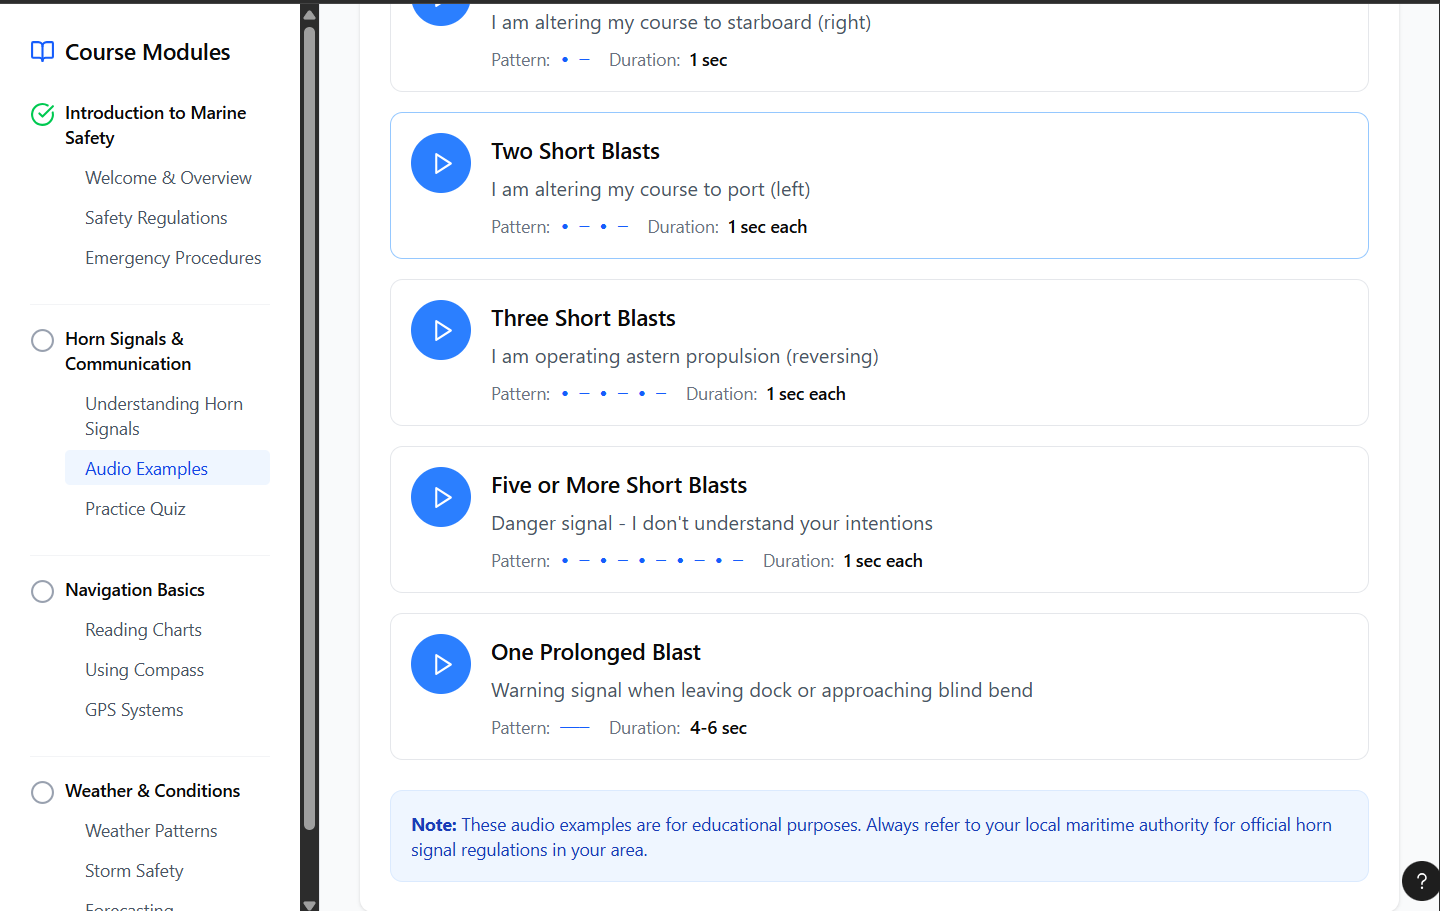 Course Modules
Introduction to Marine
Safety
Welcome & Overview
Safety Regulations
Emergency Procedures
Horn Signals &
Communication
Understanding Horn
Signals
Audio Examples
Practice Quiz
Navigation Basics
Reading Charts
Using Compass
GPS Systems
Weather & Conditions
Weather Patterns
Storm Safety
Forecasting
I am altering my course to starboard (right)
Pattern: • — Duration: 1 sec
Two Short Blasts
I am altering my course to port (left)
Pattern: • — • — Duration: 1 sec each
Three Short Blasts
I am operating astern propulsion (reversing)
Pattern: • — • — • — Duration: 1 sec each
Five or More Short Blasts
Danger signal - I don't understand your intentions
Pattern: • — • — • — • — • — Duration: 1 sec each
One Prolonged Blast
Warning signal when leaving dock or approaching blind bend
Pattern: —— Duration: 4-6 sec
Note: These audio examples are for educational purposes. Always refer to your local maritime authority for official horn
signal regulations in your area.
?